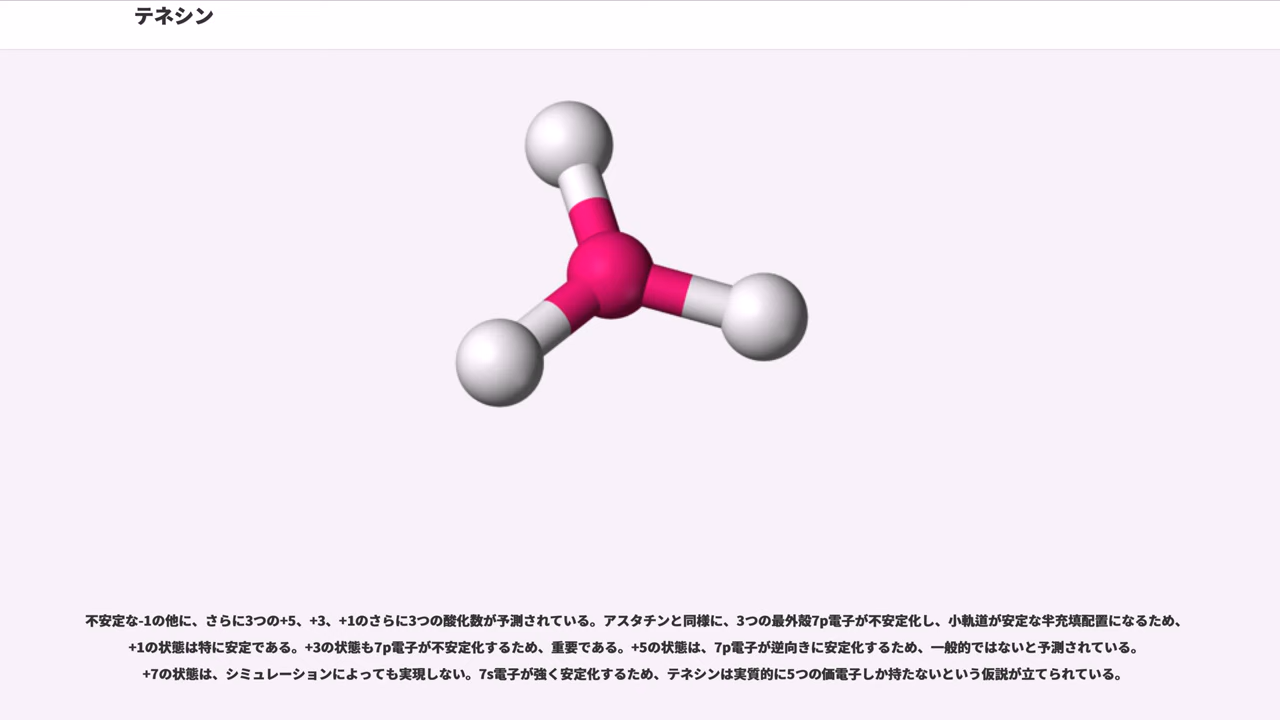 テネシン
不安定な-1の他に、さらに3つの+5、+3、+1のさらに3つの酸化数が予測されている。アスタチンと同様に、3つの最外殻7p電子が不安定化し、小軌道が安定な半充填配置になるため、
+1の状態は特に安定である。+3の状態も7p電子が不安定化するため、重要である。+5の状態は、7p電子が逆向きに安定化するため、一般的ではないと予測されている。
+7の状態は、シミュレーションによっても実現しない。7s電子が強く安定化するため、テネシンは実質的に5つの価電子しか持たないという仮説が立てられている。